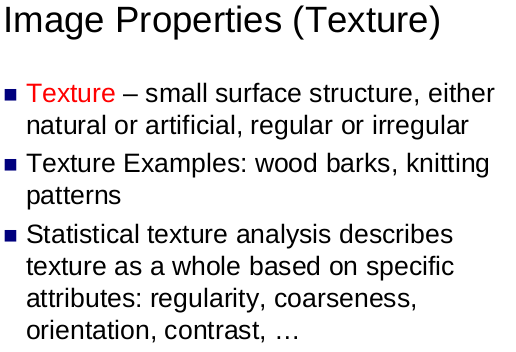 Image Properties (Texture)
■ Texture – small surface structure, either
natural or artificial, regular or irregular
■ Texture Examples: wood barks, knitting
patterns
■ Statistical texture analysis describes
texture as a whole based on specific
attributes: regularity, coarseness,
orientation, contrast, …